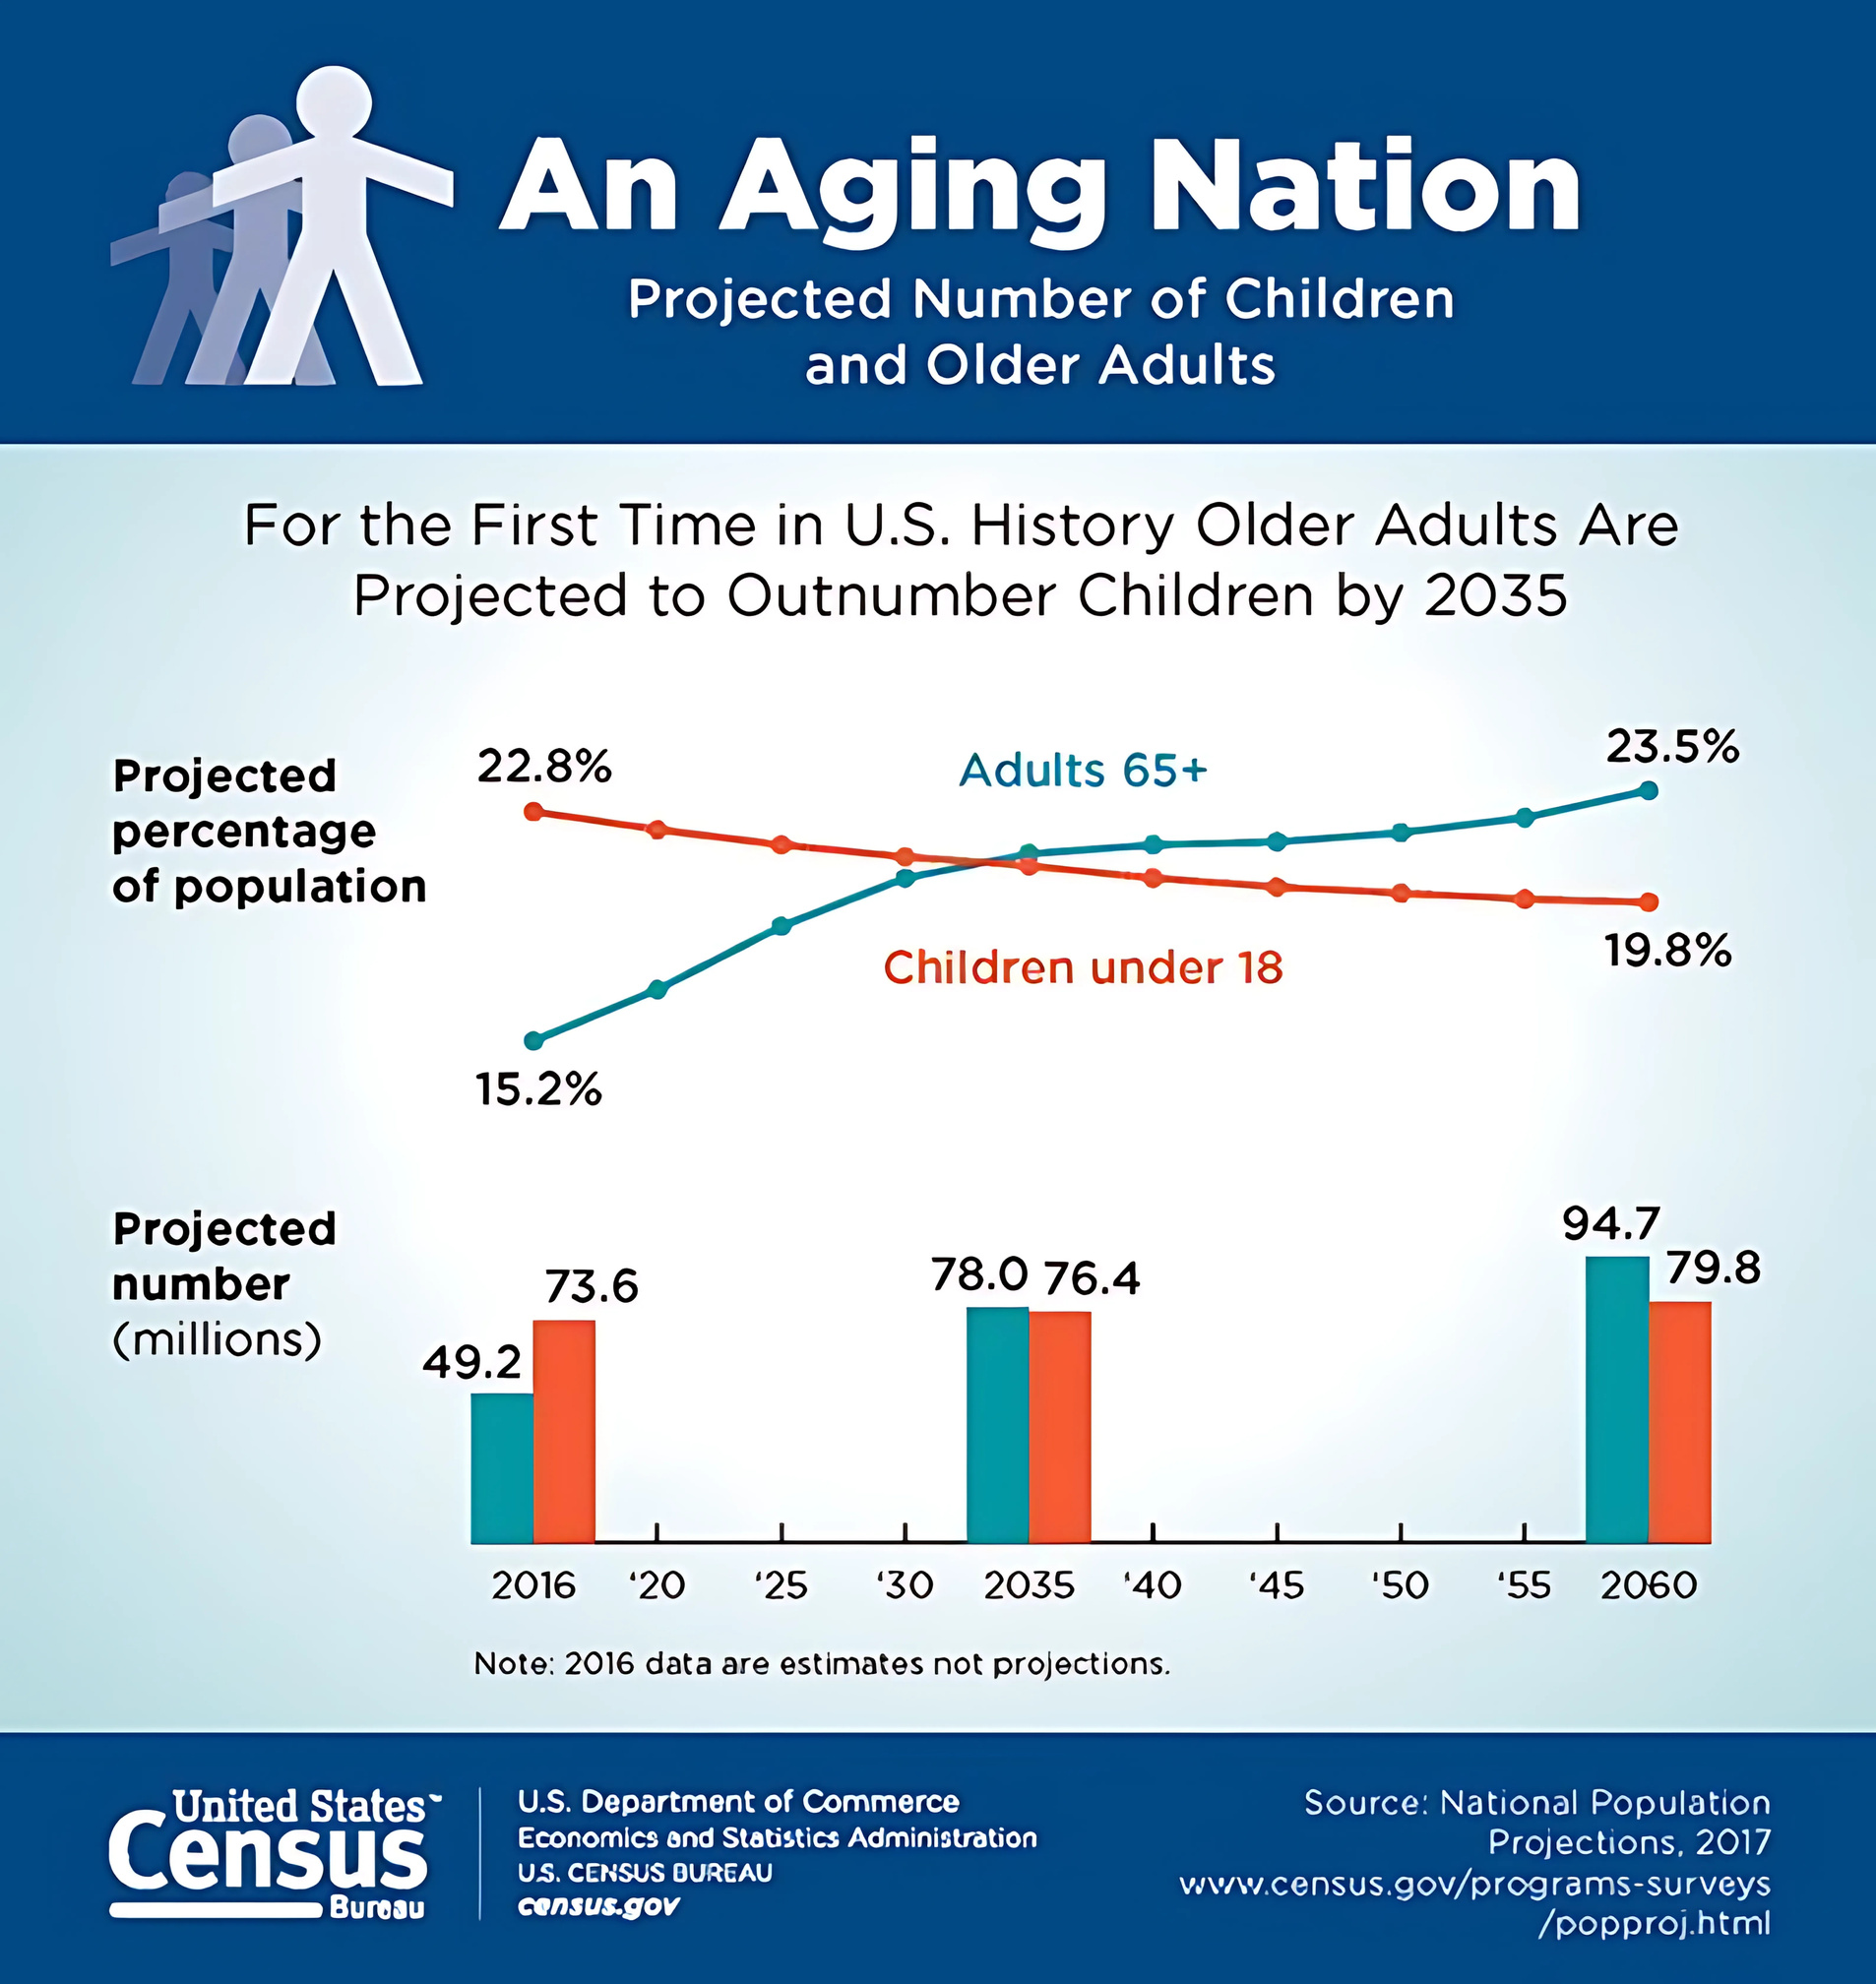 An Aging Nation
Projected Number of Children
and Older Adults
For the First Time in U.S. History Older Adults Are
Projected to Outnumber Children by 2035
Projected
percentage
of population
22.8%
Adults 65+
23.5%
15.2%
Children under 18
19.8%
Projected
number
(millions)
49.2
73.6
78.0
76.4
94.7
79.8
2016 ‘20 ‘25 ‘30 2035 ‘40 ‘45 ‘50 ‘55 2060
Note: 2016 data are estimates not projections.
United States™
Census
Bureau
U.S. Department of Commerce
Economics and Statistics Administration
U.S. CENSUS BUREAU
census.gov
Source: National Population
Projections, 2017
www.census.gov/programs-surveys
/popproj.html